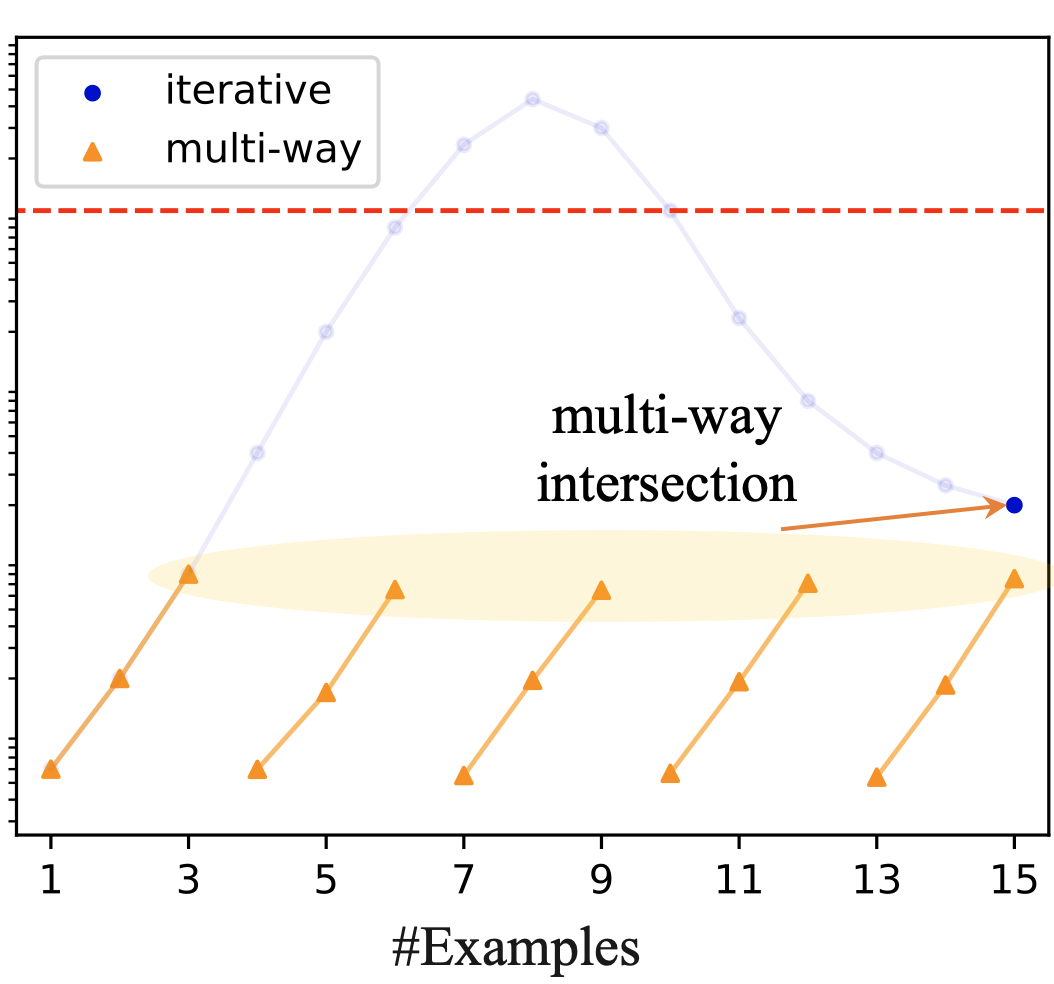 iterative
multi-way
multi-way
intersection
1 3 5 7 9 11 13 15
#Examples